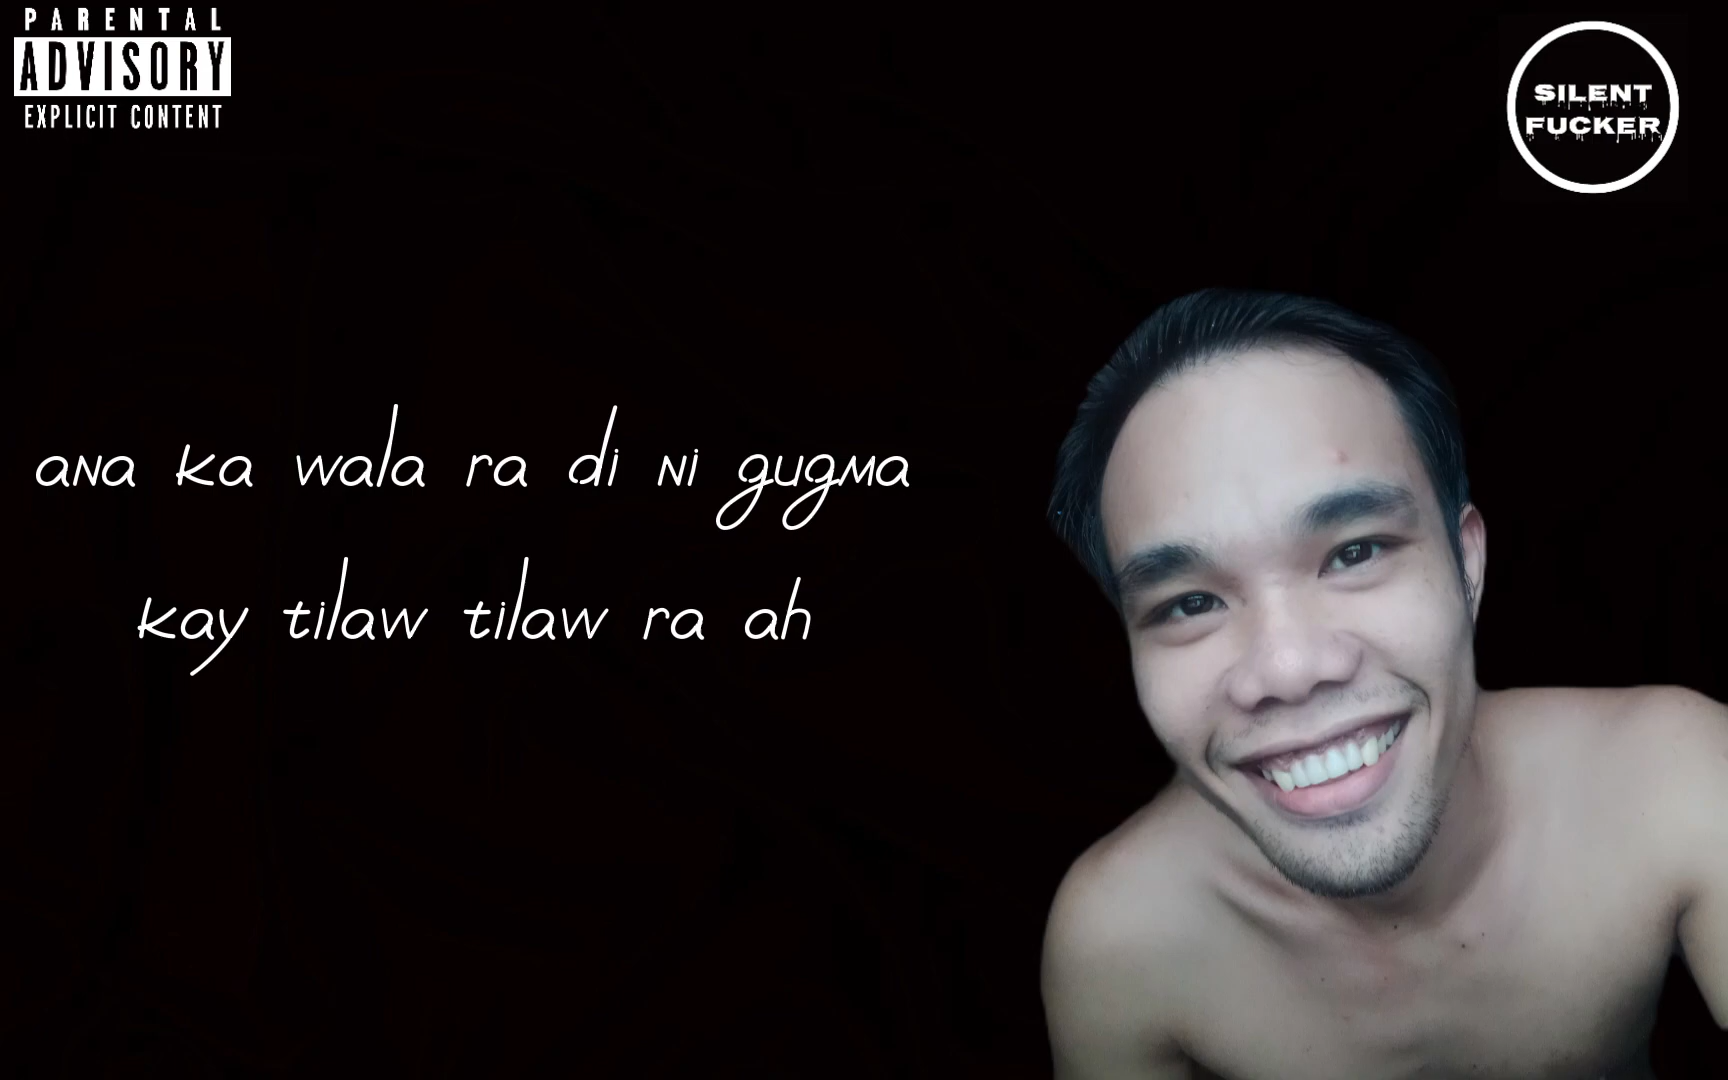 PARENTAL
ADVISORY
EXPLICIT CONTENT
SILENT
FUCKER
ana ka wala ra di ni gugma
kay tilaw tilaw ra ah